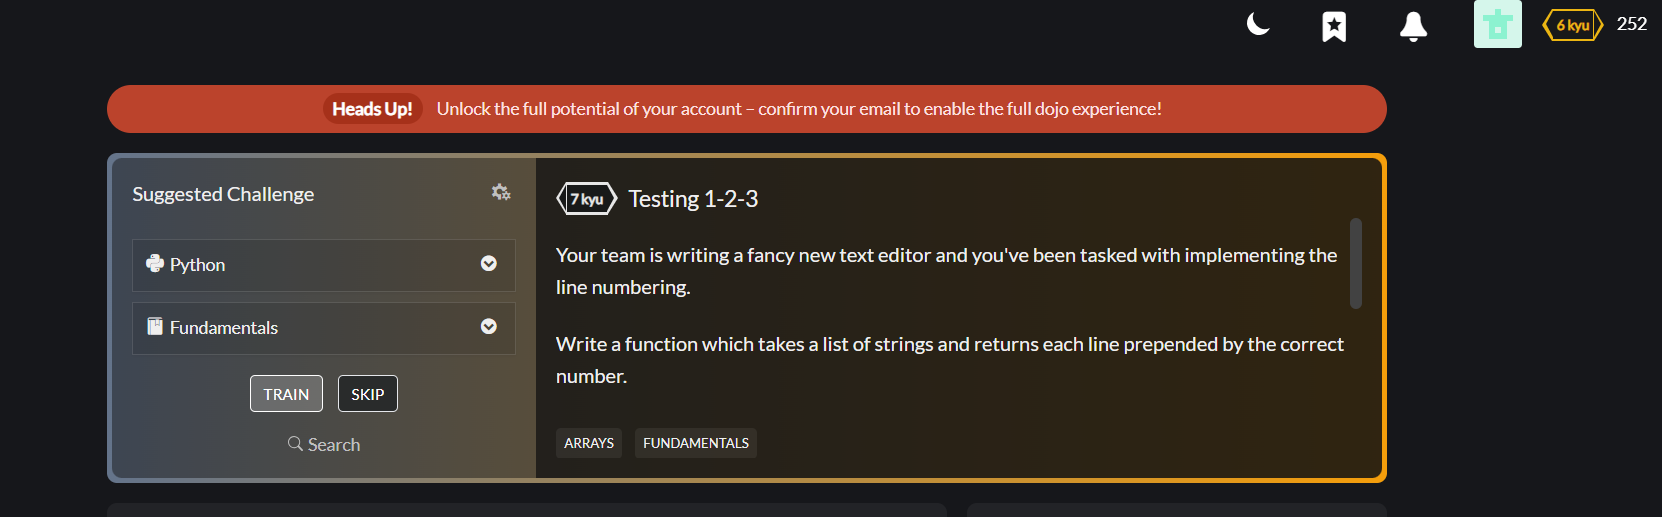 6 kyu 252
Heads Up! Unlock the full potential of your account – confirm your email to enable the full dojo experience!
Suggested Challenge
Python
Fundamentals
TRAIN SKIP
Search
7 kyu Testing 1-2-3
Your team is writing a fancy new text editor and you've been tasked with implementing the
line numbering.
Write a function which takes a list of strings and returns each line prepended by the correct
number.
ARRAYS FUNDAMENTALS